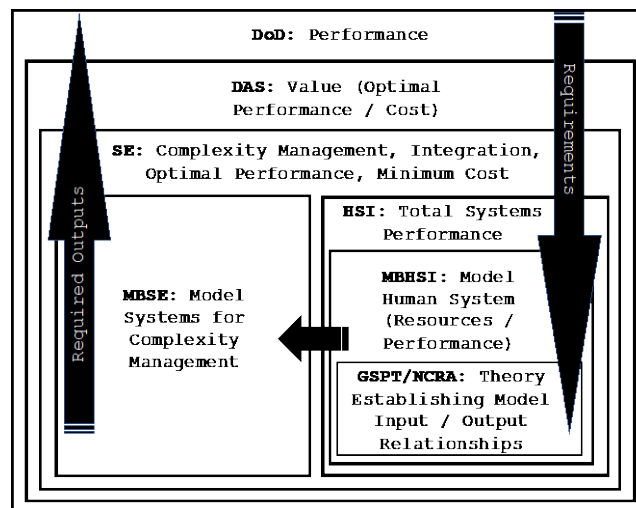 DoD: Performance
DAS: Value (Optimal
Performance / Cost)
SE: Complexity Management, Integration,
Optimal Performance, Minimum Cost
HSI: Total Systems
Performance
MBSE: Model
Systems for
Complexity
Management
MBHSI: Model
Human System
(Resources /
Performance)
GSPT/NCRA: Theory
Establishing Model
Input / Output
Relationships
Required Outputs
Requirements